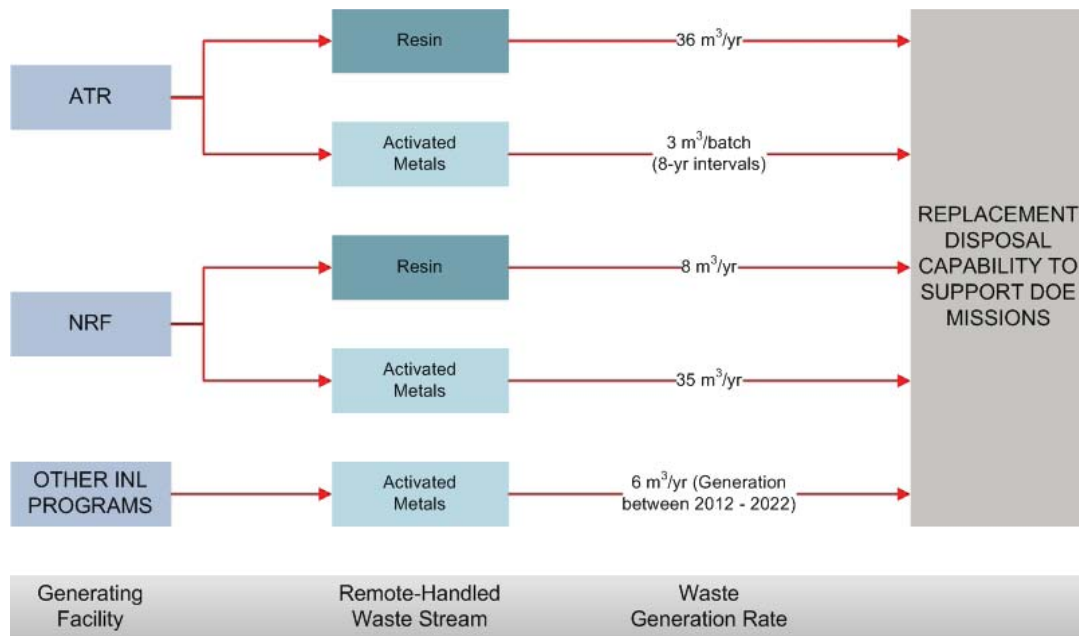 ATR
Resin
36 m³/yr
Activated
Metals
3 m³/batch
(8-yr intervals)
NRF
Resin
8 m³/yr
Activated
Metals
35 m³/yr
OTHER INL
PROGRAMS
Activated
Metals
6 m³/yr (Generation
between 2012 - 2022)
REPLACEMENT
DISPOSAL
CAPABILITY TO
SUPPORT DOE
MISSIONS
Generating
Facility
Remote-Handled
Waste Stream
Waste
Generation Rate